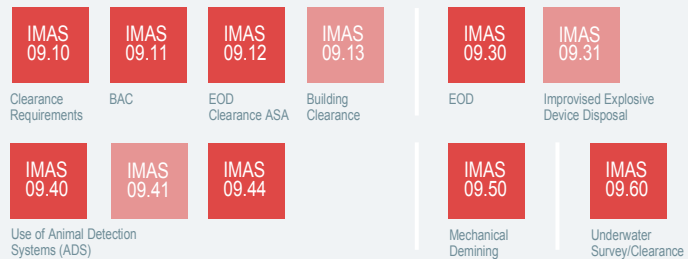 IMAS
09.10
IMAS
09.11
IMAS
09.12
IMAS
09.13
IMAS
09.30
IMAS
09.31
Clearance
Requirements
BAC
EOD
Clearance ASA
Building
Clearance
EOD
Improvised Explosive
Device Disposal
IMAS
09.40
IMAS
09.41
IMAS
09.44
IMAS
09.50
IMAS
09.60
Use of Animal Detection
Systems (ADS)
Mechanical
Demining
Underwater
Survey/Clearance